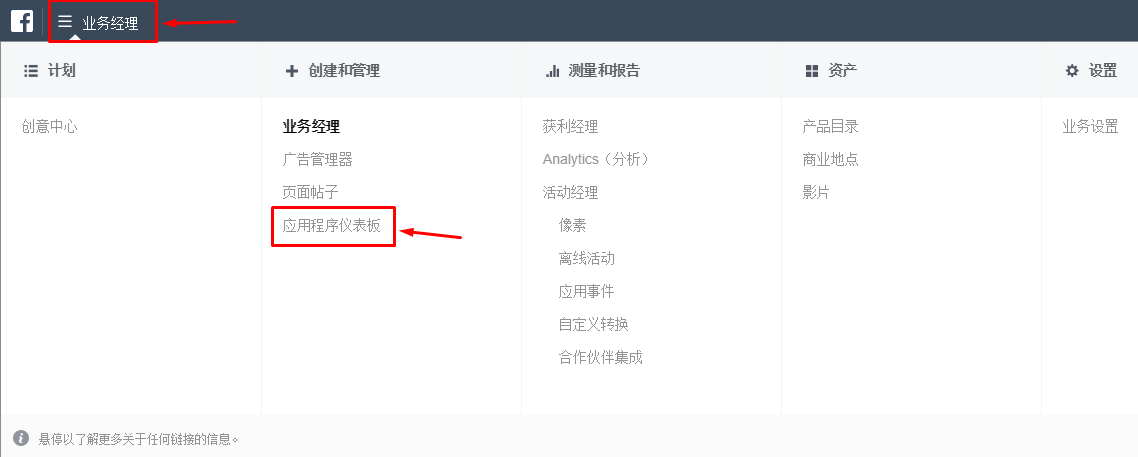 业务经理
计划
创意中心
创建和管理
业务经理
广告管理器
页面帖子
应用程序仪表板
测量和报告
获利经理
Analytics（分析）
活动经理
像素
离线活动
应用事件
自定义转换
合作伙伴集成
资产
产品目录
商业地点
影片
设置
业务设置
悬停以了解更多关于任何链接的信息。